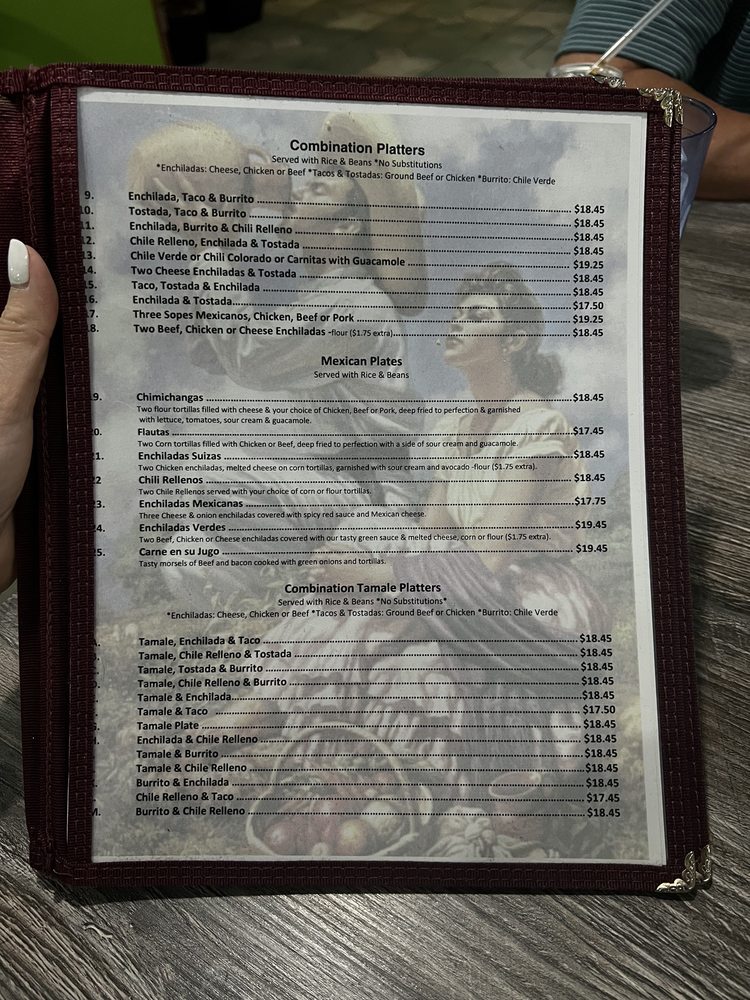 Combination Platters
Served with Rice & Beans *No Substitutions
*Enchiladas: Cheese, Chicken or Beef *Tacos & Tostadas: Ground Beef or Chicken *Burrito: Chile Verde
9. Enchilada, Taco & Burrito $18.45
10. Tostada, Taco & Burrito $18.45
11. Enchilada, Burrito & Chili Relleno $18.45
12. Chile Relleno, Enchilada & Tostada $18.45
13. Chile Verde or Chili Colorado or Carnitas with Guacamole $19.25
14. Two Cheese Enchiladas & Tostada $18.45
15. Taco, Tostada & Enchilada $18.45
16. Enchilada & Tostada $17.50
17. Three Sopes Mexicanos, Chicken, Beef or Pork $19.25
8. Two Beef, Chicken or Cheese Enchiladas -flour ($1.75 extra) $18.45
Mexican Plates
Served with Rice & Beans
9. Chimichangas $18.45
Two flour tortillas filled with cheese & your choice of Chicken, Beef or Pork, deep fried to perfection & garnished
with lettuce, tomatoes, sour cream & guacamole.
0. Flautas $17.45
Two Corn tortillas filled with Chicken or Beef, deep fried to perfection with a side of sour cream and guacamole.
1. Enchiladas Suizas $18.45
Two Chicken enchiladas, melted cheese on corn tortillas, garnished with sour cream and avocado -flour ($1.75 extra).
22 Chili Rellenos $18.45
Two Chile Rellenos served with your choice of corn or flour tortillas.
23. Enchiladas Mexicanas $17.75
Three Cheese & onion enchiladas covered with spicy red sauce and Mexican cheese.
24. Enchiladas Verdes $19.45
Two Beef, Chicken or Cheese enchiladas covered with our tasty green sauce & melted cheese, corn or flour ($1.75 extra).
25. Carne en su Jugo $19.45
Tasty morsels of Beef and bacon cooked with green onions and tortillas.
Combination Tamale Platters
Served with Rice & Beans *No Substitutions*
*Enchiladas: Cheese, Chicken or Beef *Tacos & Tostadas: Ground Beef or Chicken *Burrito: Chile Verde
Tamale, Enchilada & Taco $18.45
Tamale, Chile Relleno & Tostada $18.45
Tamale, Tostada & Burrito $18.45
Tamale, Chile Relleno & Burrito $18.45
Tamale & Enchilada $18.45
Tamale & Taco $17.50
Tamale Plate $18.45
Enchilada & Chile Relleno $18.45
Tamale & Burrito $18.45
Tamale & Chile Relleno $18.45
Burrito & Enchilada $18.45
Chile Relleno & Taco $17.45
M. Burrito & Chile Relleno $18.45